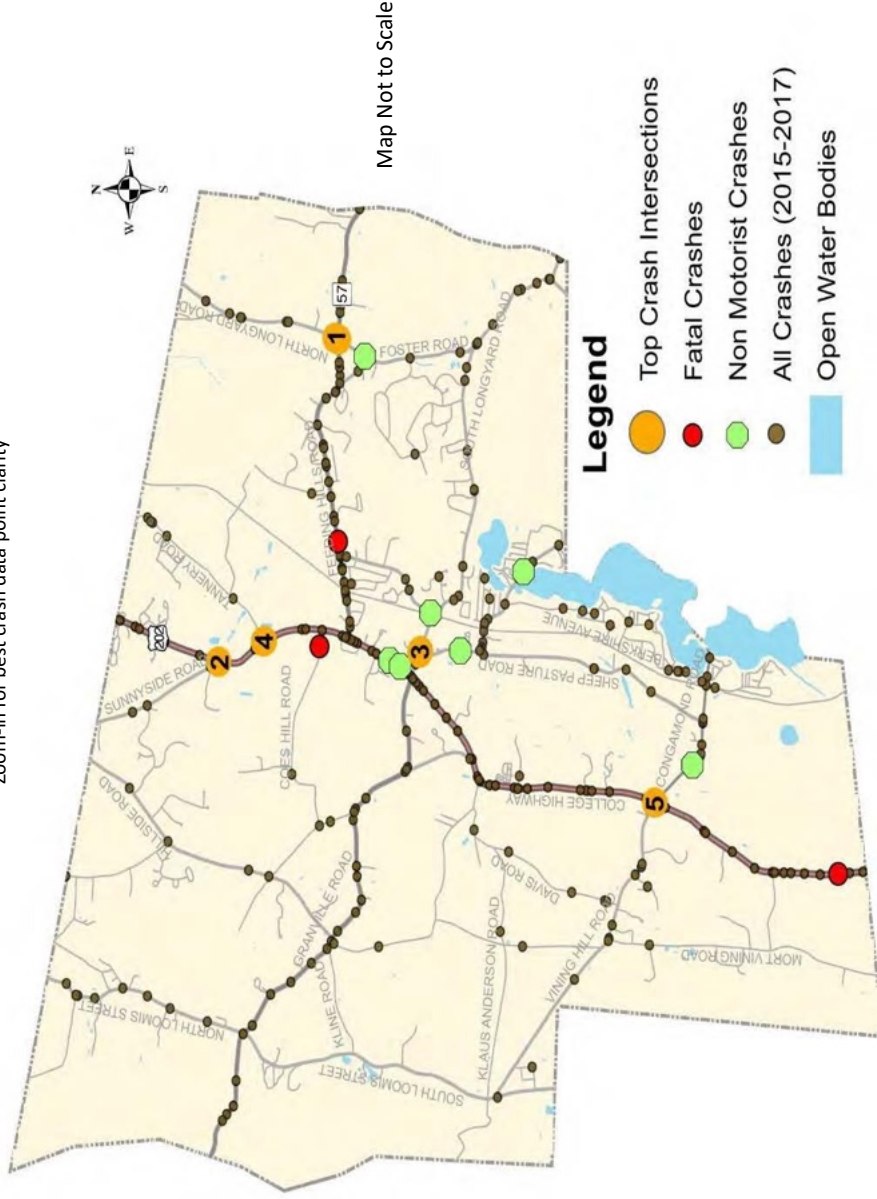 Zoom-in for best crash data point clarity
N
W
E
S
Map Not to Scale
202
57
1
2
3
4
5
NORTH LONGYARD ROAD
FOSTER ROAD
SOUTH LONGYARD ROAD
FEEDING HILLS ROAD
TANNERY ROAD
SUNNYSIDE ROAD
COES HILL ROAD
HILLSIDE ROAD
GRANVILLE ROAD
NORTH LOOMIS STREET
KLINE ROAD
SOUTH LOOMIS STREET
KLAUS ANDERSON ROAD
DAVIS ROAD
VINING HILL ROAD
MORT VINING ROAD
COLLEGE HIGHWAY
CONGAMOND ROAD
SHEEP PASTURE ROAD
BERKSHIRE AVENUE
Legend
Top Crash Intersections
Fatal Crashes
Non Motorist Crashes
All Crashes (2015-2017)
Open Water Bodies